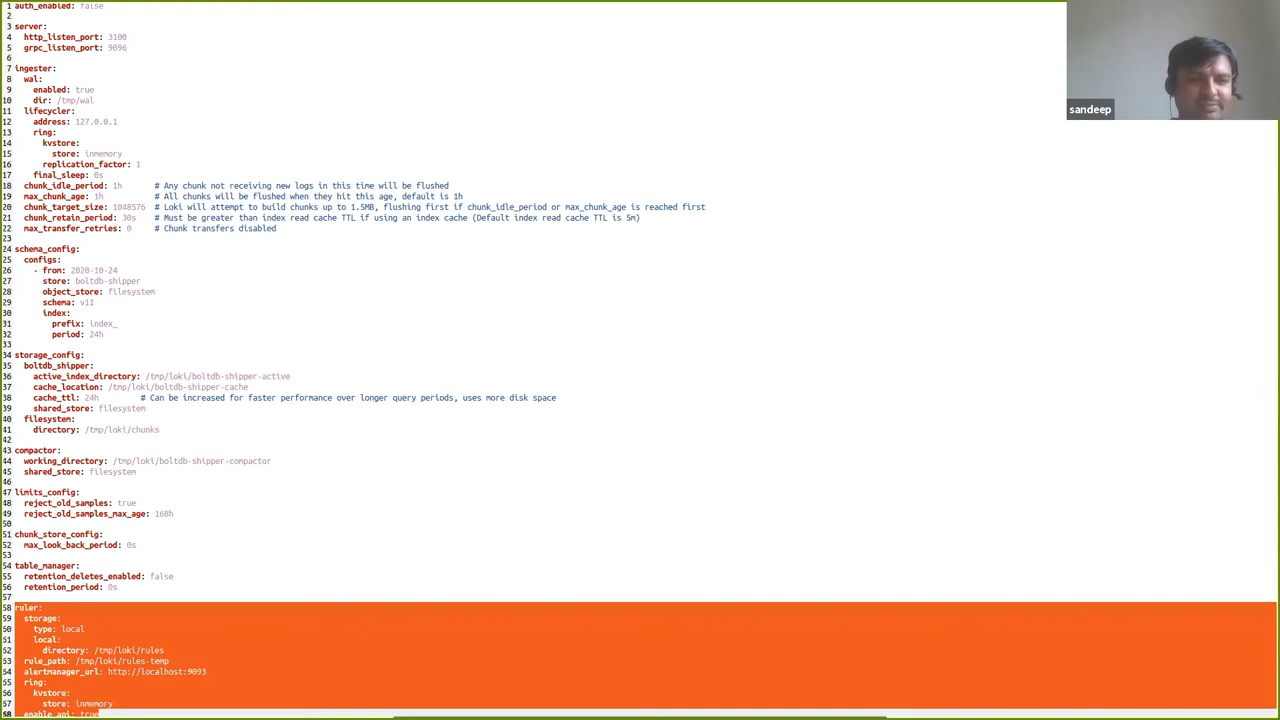 1 auth_enabled: false
2
3 server:
4 http_listen_port: 3100
5 grpc_listen_port: 9096
6
7 ingester:
8 wal:
9 enabled: true
10 dir: /tmp/wal
11 lifecycler:
12 address: 127.0.0.1
13 ring:
14 kvstore:
15 store: inmemory
16 replication_factor: 1
17 final_sleep: 0s
18 chunk_idle_period: 1h # Any chunk not receiving new logs in this time will be flushed
19 max_chunk_age: 1h # All chunks will be flushed when they hit this age, default is 1h
20 chunk_target_size: 1048576 # Loki will attempt to build chunks up to 1.5MB, flushing first if chunk_idle_period or max_chunk_age is reached first
21 chunk_retain_period: 30s # Must be greater than index read cache TTL if using an index cache (Default index read cache TTL is 5m)
22 max_transfer_retries: 0 # Chunk transfers disabled
23
24 schema_config:
25 configs:
26 - from: 2020-10-24
27 store: boltdb-shipper
28 object_store: filesystem
29 schema: v11
30 index:
31 prefix: index_
32 period: 24h
33
34 storage_config:
35 boltdb_shipper:
36 active_index_directory: /tmp/loki/boltdb-shipper-active
37 cache_location: /tmp/loki/boltdb-shipper-cache
38 cache_ttl: 24h # Can be increased for faster performance over longer query periods, uses more disk space
39 shared_store: filesystem
40 filesystem:
41 directory: /tmp/loki/chunks
42
43 compactor:
44 working_directory: /tmp/loki/boltdb-shipper-compactor
45 shared_store: filesystem
46
47 limits_config:
48 reject_old_samples: true
49 reject_old_samples_max_age: 168h
50
51 chunk_store_config:
52 max_look_back_period: 0s
53
54 table_manager:
55 retention_deletes_enabled: false
56 retention_period: 0s
57
58 ruler:
59 storage:
60 type: local
61 local:
62 directory: /tmp/loki/rules
63 rule_path: /tmp/loki/rules-temp
64 alertmanager_url: http://localhost:9093
65 ring:
66 kvstore:
67 store: inmemory
68 enable_api: true
sandeep